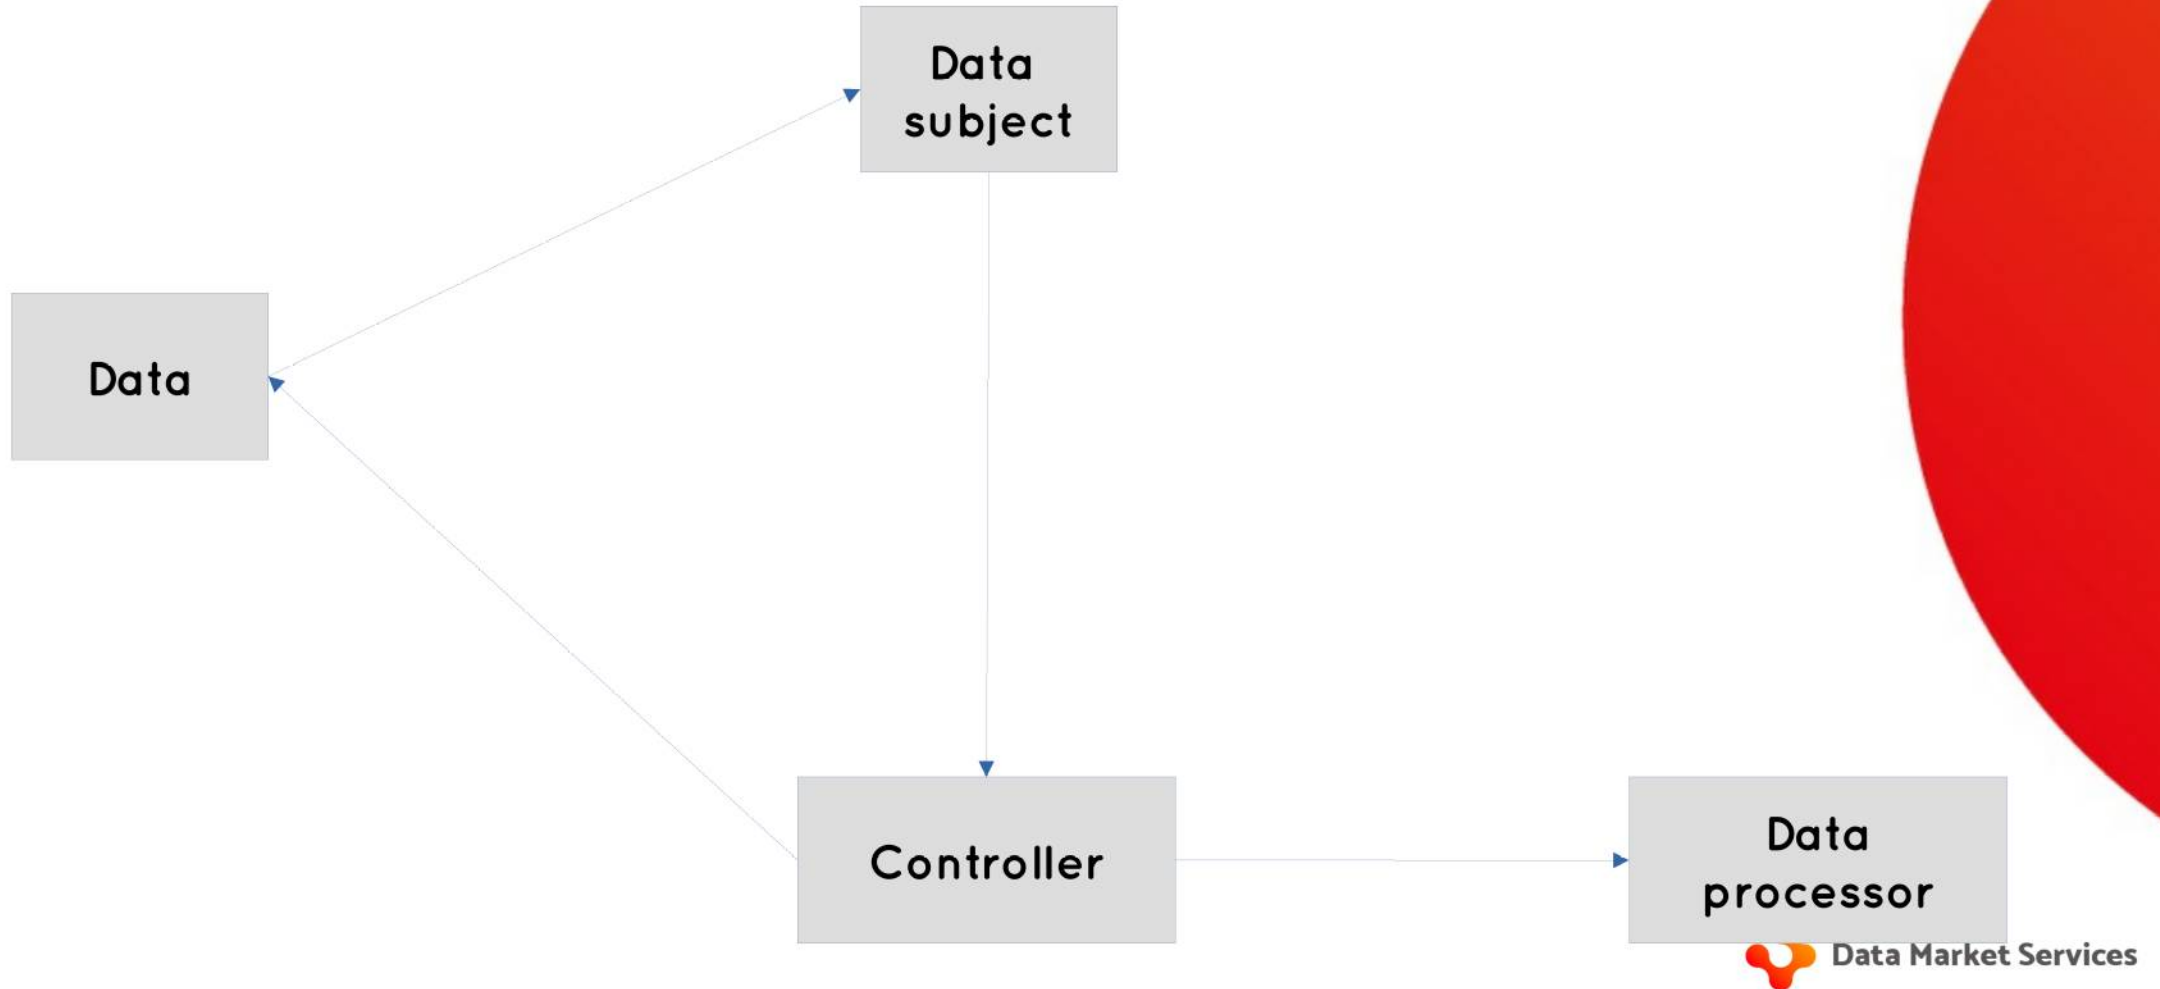 Data
subject
Data
Controller
Data
processor
Data Market Services